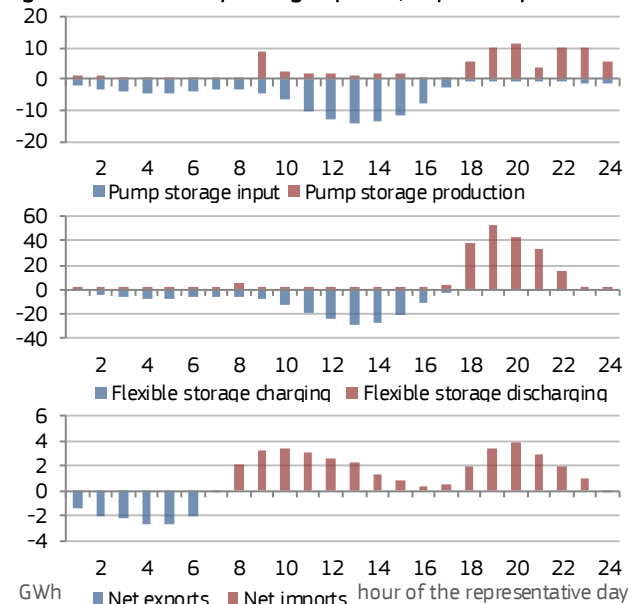 20
10
0
-10
-20
2 4 6 8 10 12 14 16 18 20 22 24
Pump storage input Pump storage production
60
40
20
0
-20
-40
2 4 6 8 10 12 14 16 18 20 22 24
Flexible storage charging Flexible storage discharging
6
4
2
0
-2
-4
2 4 6 8 10 12 14 16 18 20 22 24
GWh Net exports Net imports hour of the representative day